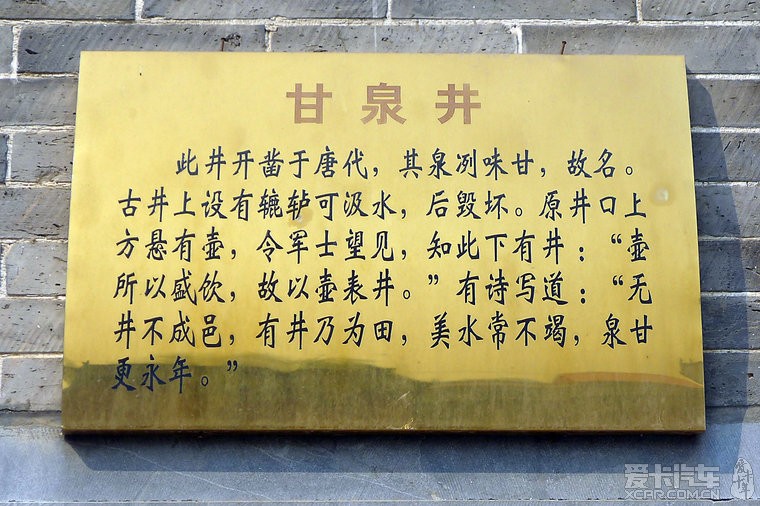 甘泉井
此井开凿于唐代，其泉冽味甘，故名。
古井上设有辘轳可汲水，后毁坏。原井口上
方悬有壶，令军士望见，知此下有井：“壶
所以盛饮，故以壶表井。”有诗写道：“无
井不成邑，有井乃为田，美水常不竭，泉甘
更永年。”
爱卡汽车
XCAR.COM.CN